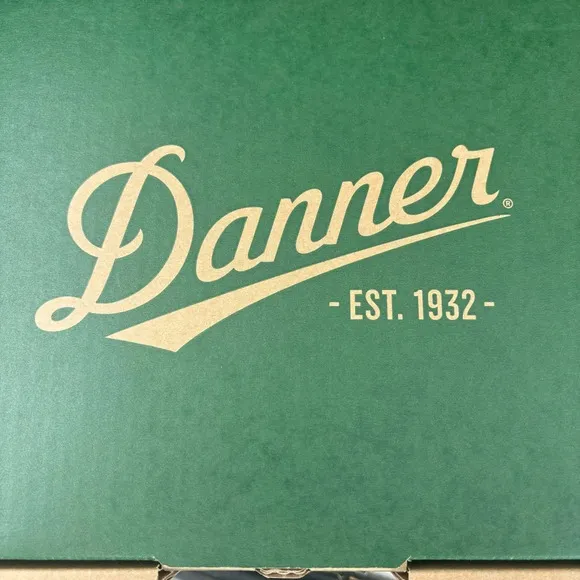 Danner®
- EST. 1932 -